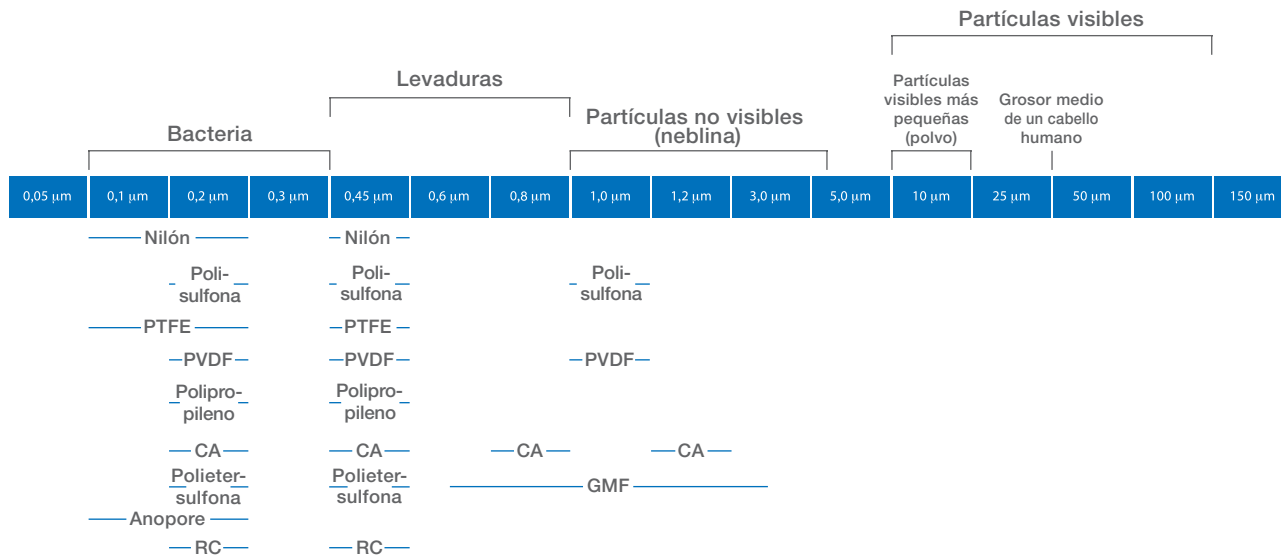 Partículas visibles
Levaduras
Partículas
visibles más
pequeñas
(polvo)
Grosor medio
de un cabello
humano
Partículas no visibles
(neblina)
Bacteria
0,05 µm 0,1 µm 0,2 µm 0,3 µm 0,45 µm 0,6 µm 0,8 µm 1,0 µm 1,2 µm 3,0 µm 5,0 µm 10 µm 25 µm 50 µm 100 µm 150 µm
Nilón Nilón
Poli- Poli- Poli-
sulfona sulfona sulfona
PTFE PTFE
PVDF PVDF PVDF
Polipro- Polipro-
pileno pileno
CA CA CA CA
Polieter- Polieter-
sulfona sulfona
GMF
Anopore
RC RC